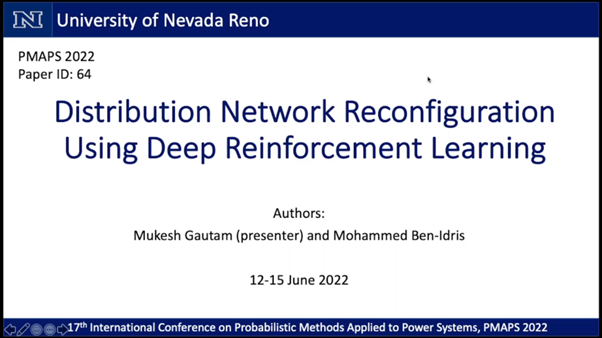 N University of Nevada Reno
PMAPS 2022
Paper ID: 64
Distribution Network Reconfiguration
Using Deep Reinforcement Learning
Authors:
Mukesh Gautam (presenter) and Mohammed Ben-Idris
12-15 June 2022
17th International Conference on Probabilistic Methods Applied to Power Systems, PMAPS 2022